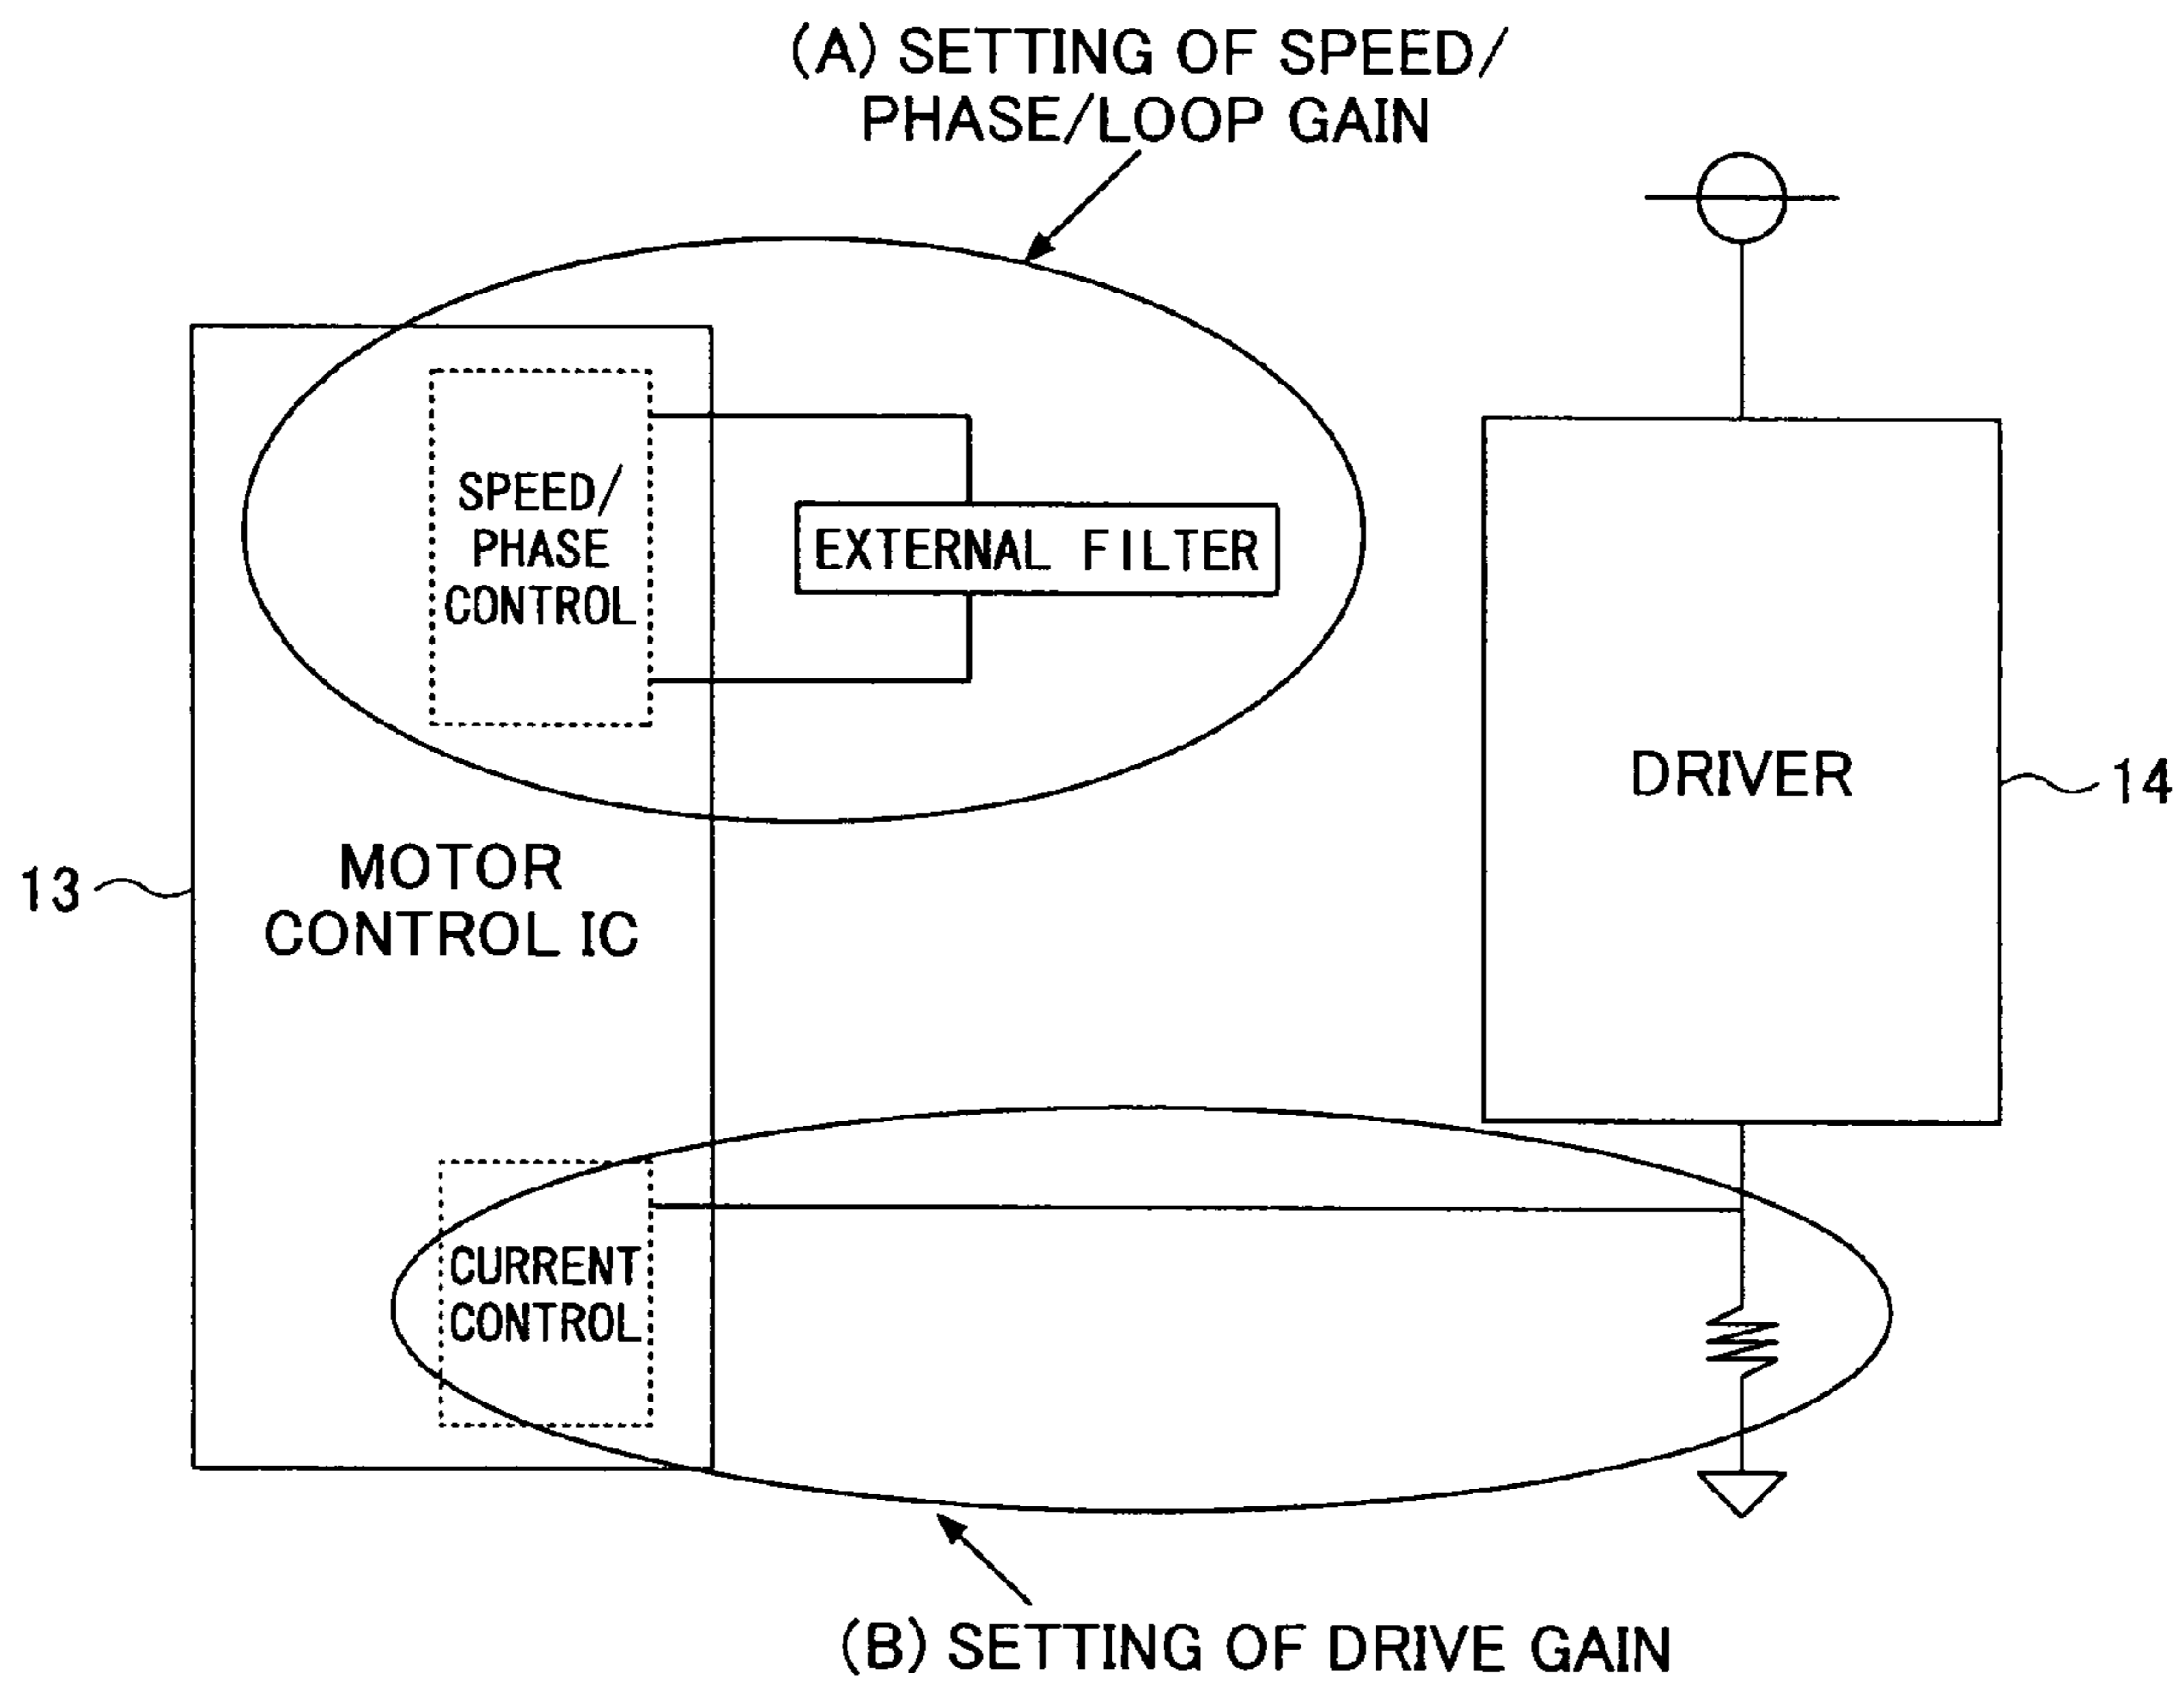 (A) SETTING OF SPEED/
PHASE/LOOP GAIN
SPEED/
PHASE
CONTROL
EXTERNAL FILTER
DRIVER
14
13
MOTOR
CONTROL IC
CURRENT
CONTROL
(B) SETTING OF DRIVE GAIN